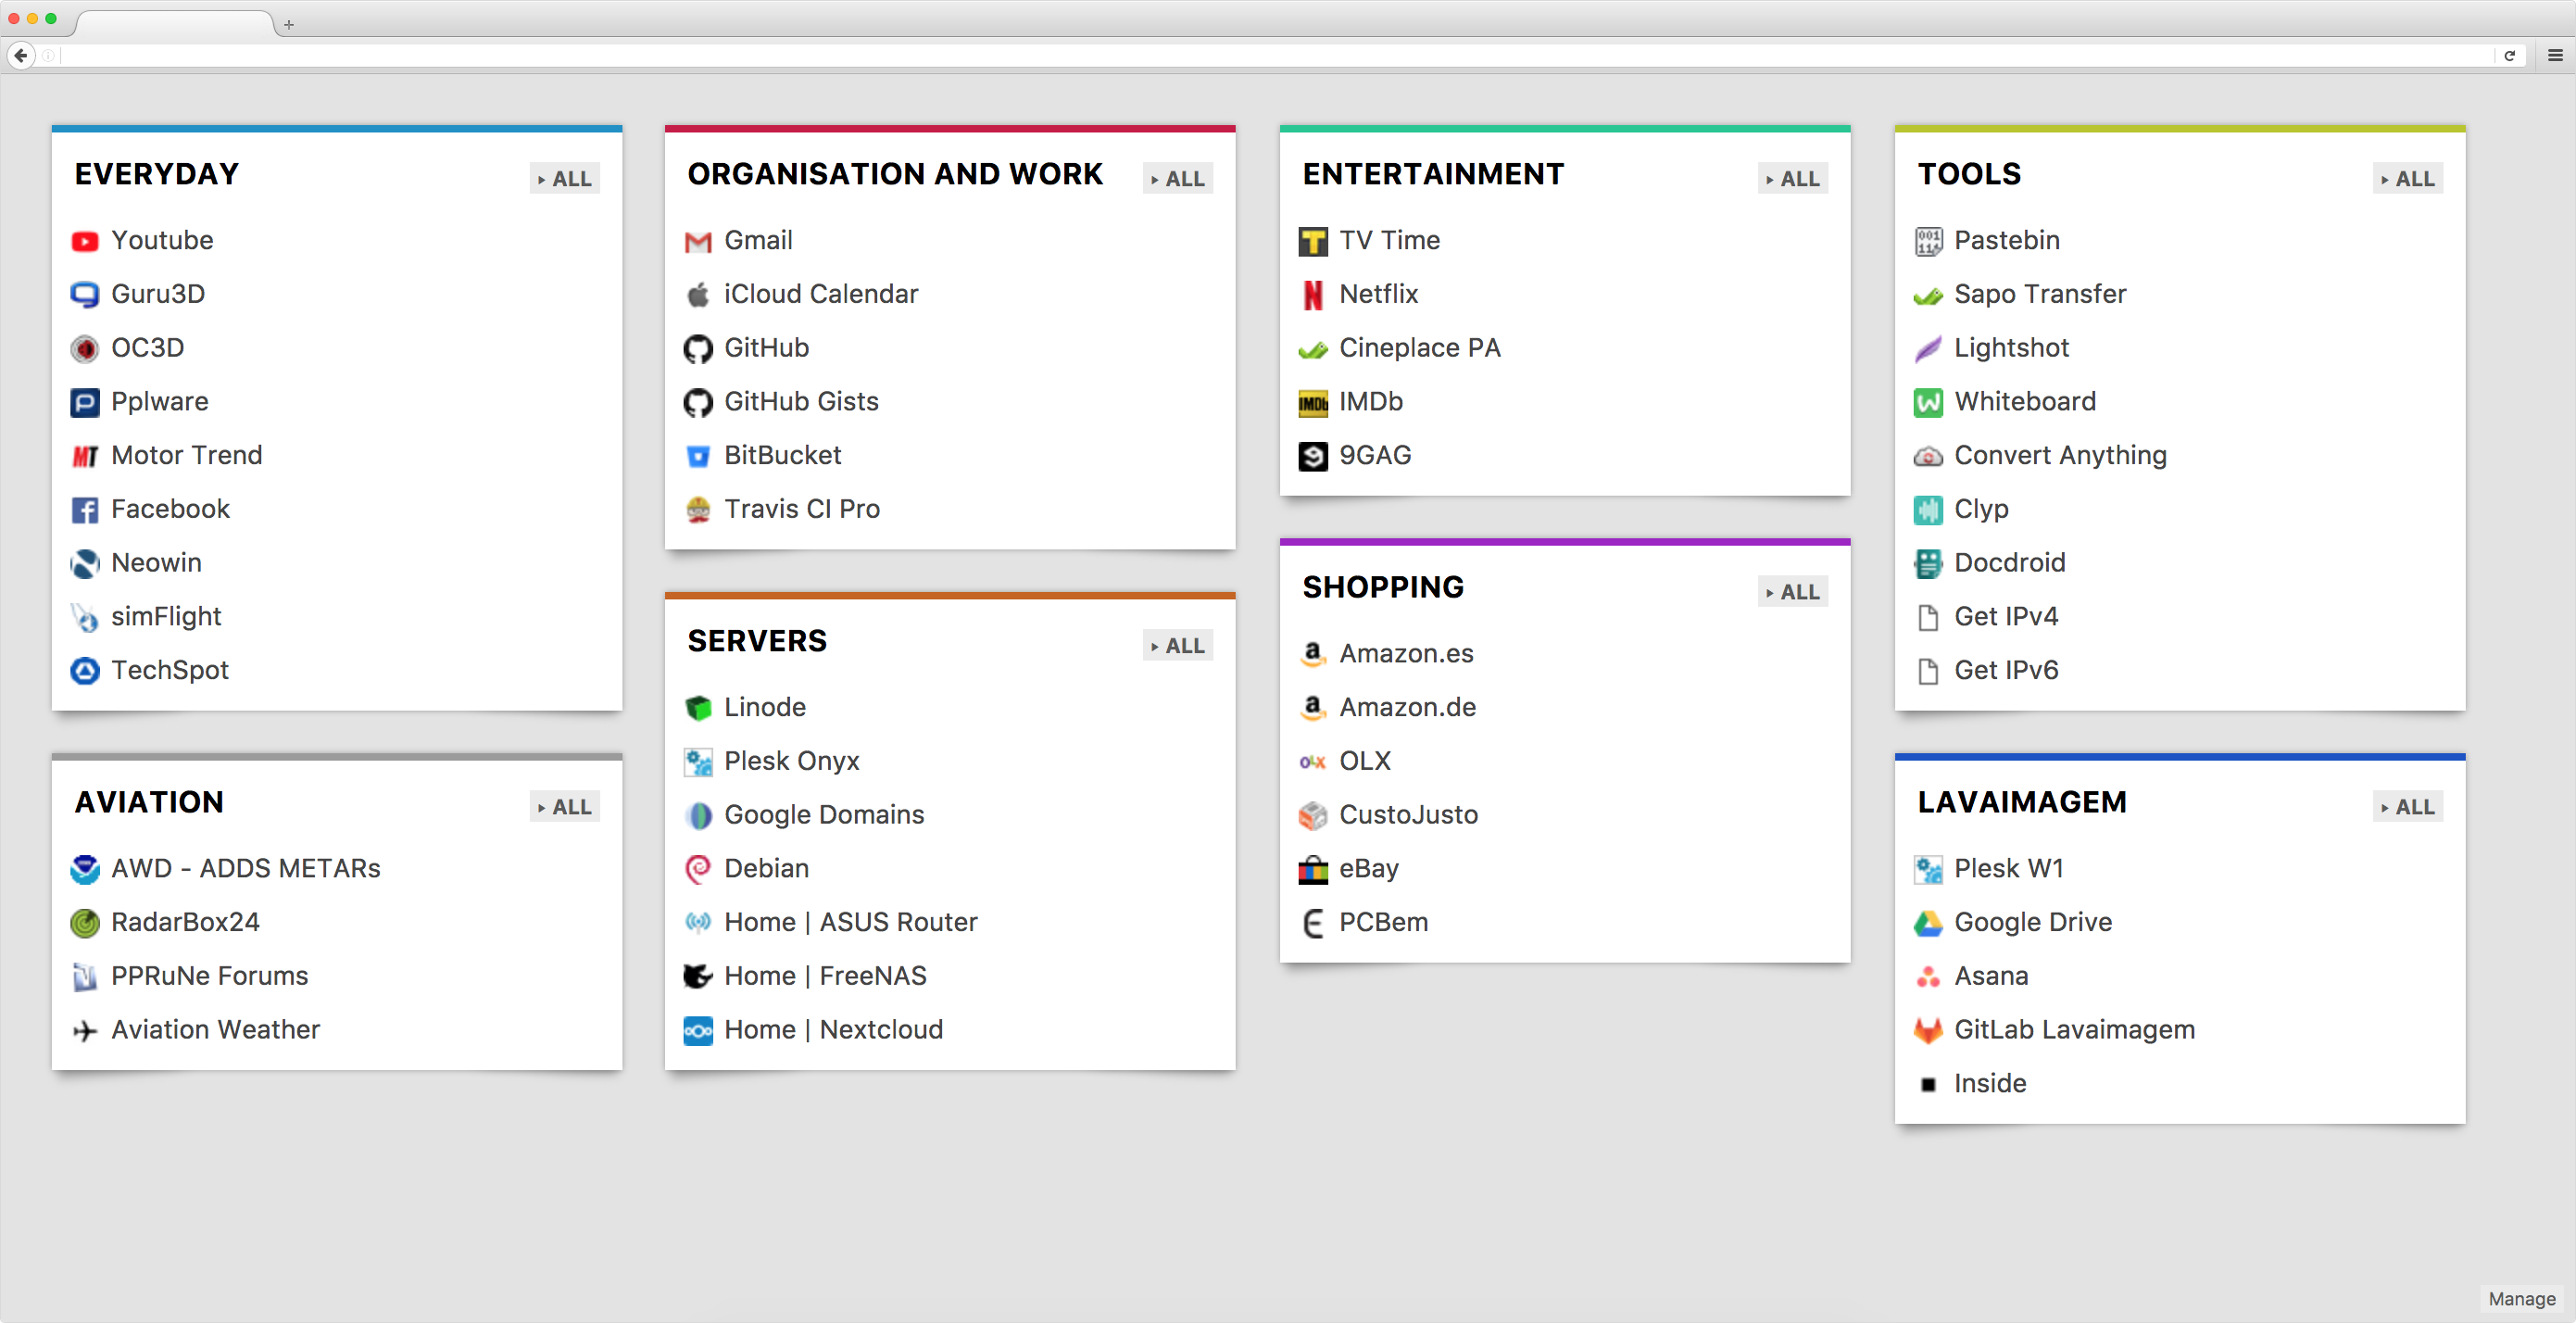 EVERYDAY
ALL
Youtube
Guru3D
OC3D
Pplware
Motor Trend
Facebook
Neowin
simFlight
TechSpot
AVIATION
ALL
AWD - ADDS METARs
RadarBox24
PPRuNe Forums
Aviation Weather
ORGANISATION AND WORK
ALL
Gmail
iCloud Calendar
GitHub
GitHub Gists
BitBucket
Travis CI Pro
SERVERS
ALL
Linode
Plesk Onyx
Google Domains
Debian
Home | ASUS Router
Home | FreeNAS
Home | Nextcloud
ENTERTAINMENT
ALL
TV Time
Netflix
Cineplace PA
IMDb
9GAG
SHOPPING
ALL
Amazon.es
Amazon.de
OLX
CustoJusto
eBay
PCBem
TOOLS
ALL
Pastebin
Sapo Transfer
Lightshot
Whiteboard
Convert Anything
Clyp
Docdroid
Get IPv4
Get IPv6
LAVAIMAGEM
ALL
Plesk W1
Google Drive
Asana
GitLab Lavaimagem
Inside
Manage